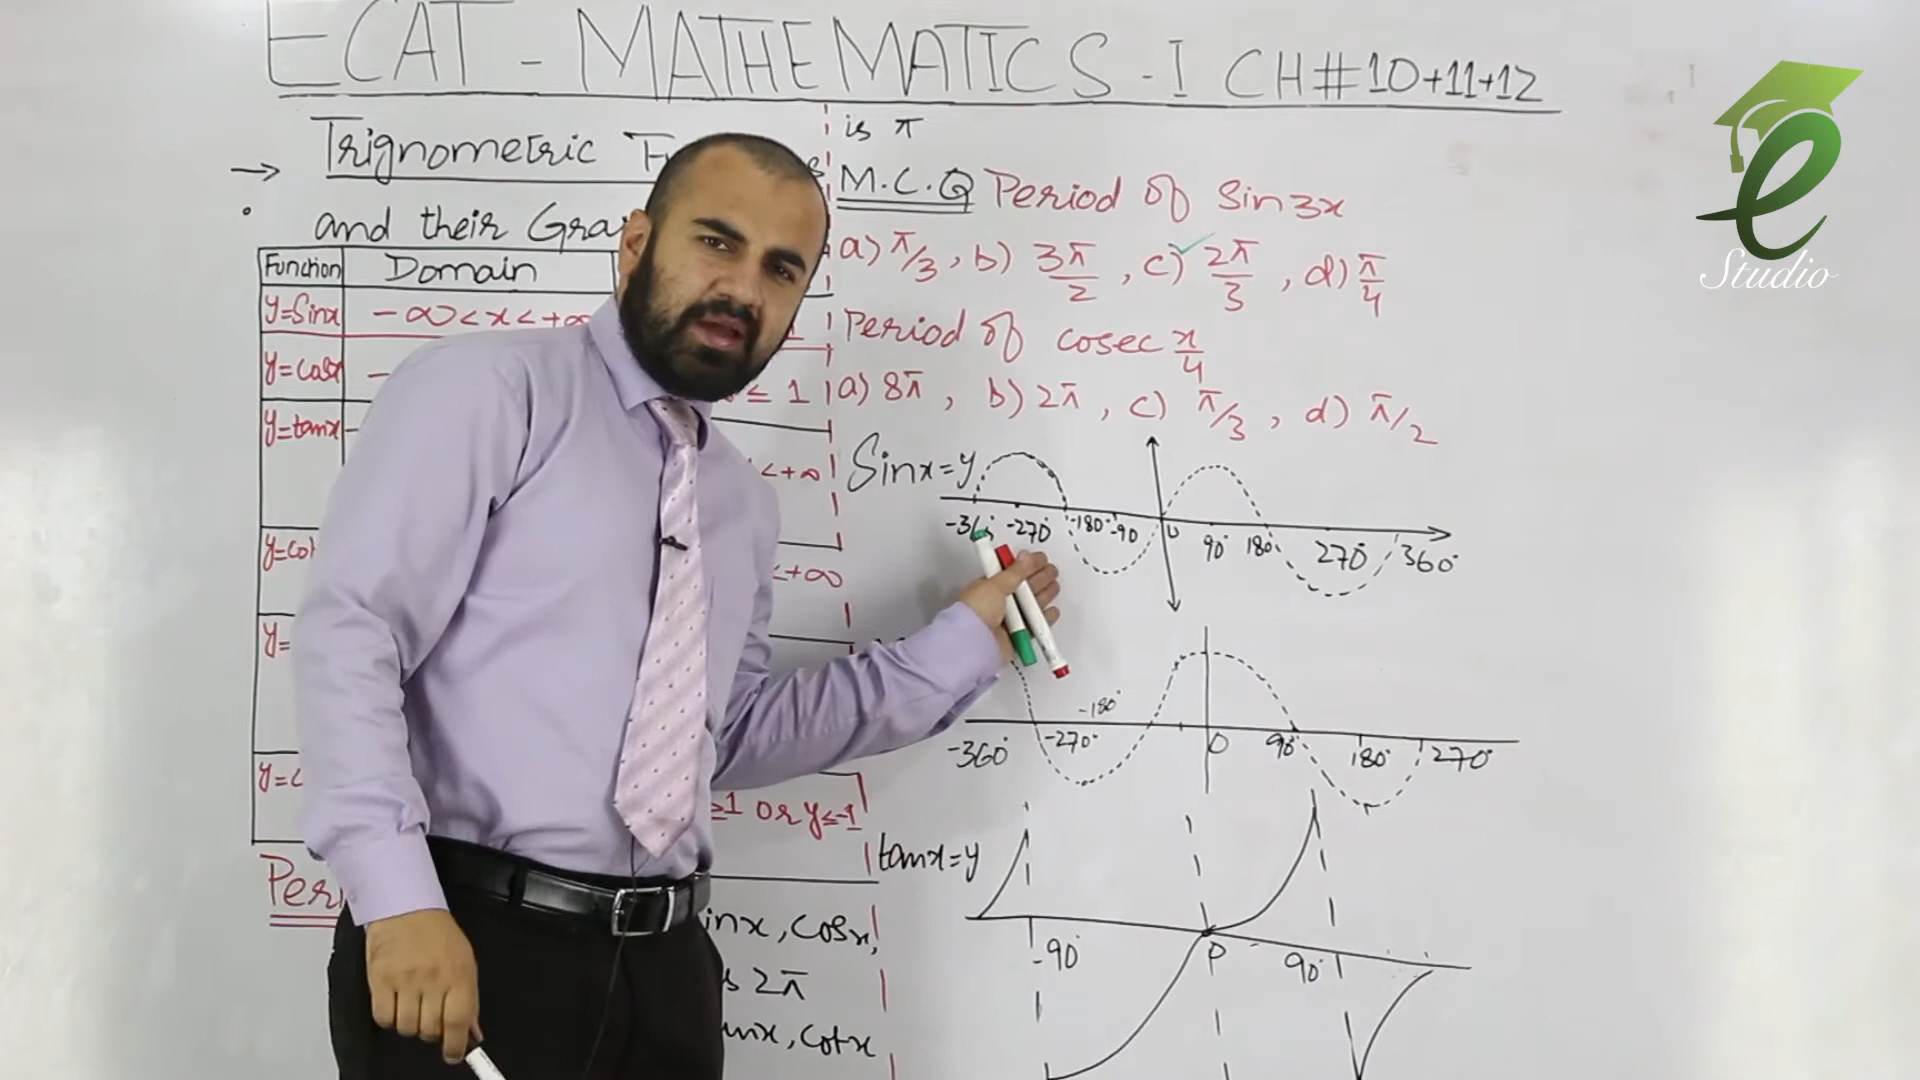 ECAT - MATHEMATICS - I CH#10+11+12
→ Trignometric
and their
Function Domain
y=Sinx -∞<x<+∞
y=cosx
≤ 1
y=tanx
<+∞
y=cot
<+∞
y=
y=c
≥1 or y≤-1
inx, cosx,
2π
cotx
is π
M.C.Q Period of Sin3x
a) π/3, b) 3π/2, c) 2π/3, d) π/4
Period of cosec x/4
a) 8π, b) 2π, c) π/3, d) π/2
Sinx=y
-270° -180° -90 0 90° 180° 270° 360°
-180°
-360° -270° 0 90° 180° 270°
tanx=y
-90° 90°
e
Studio